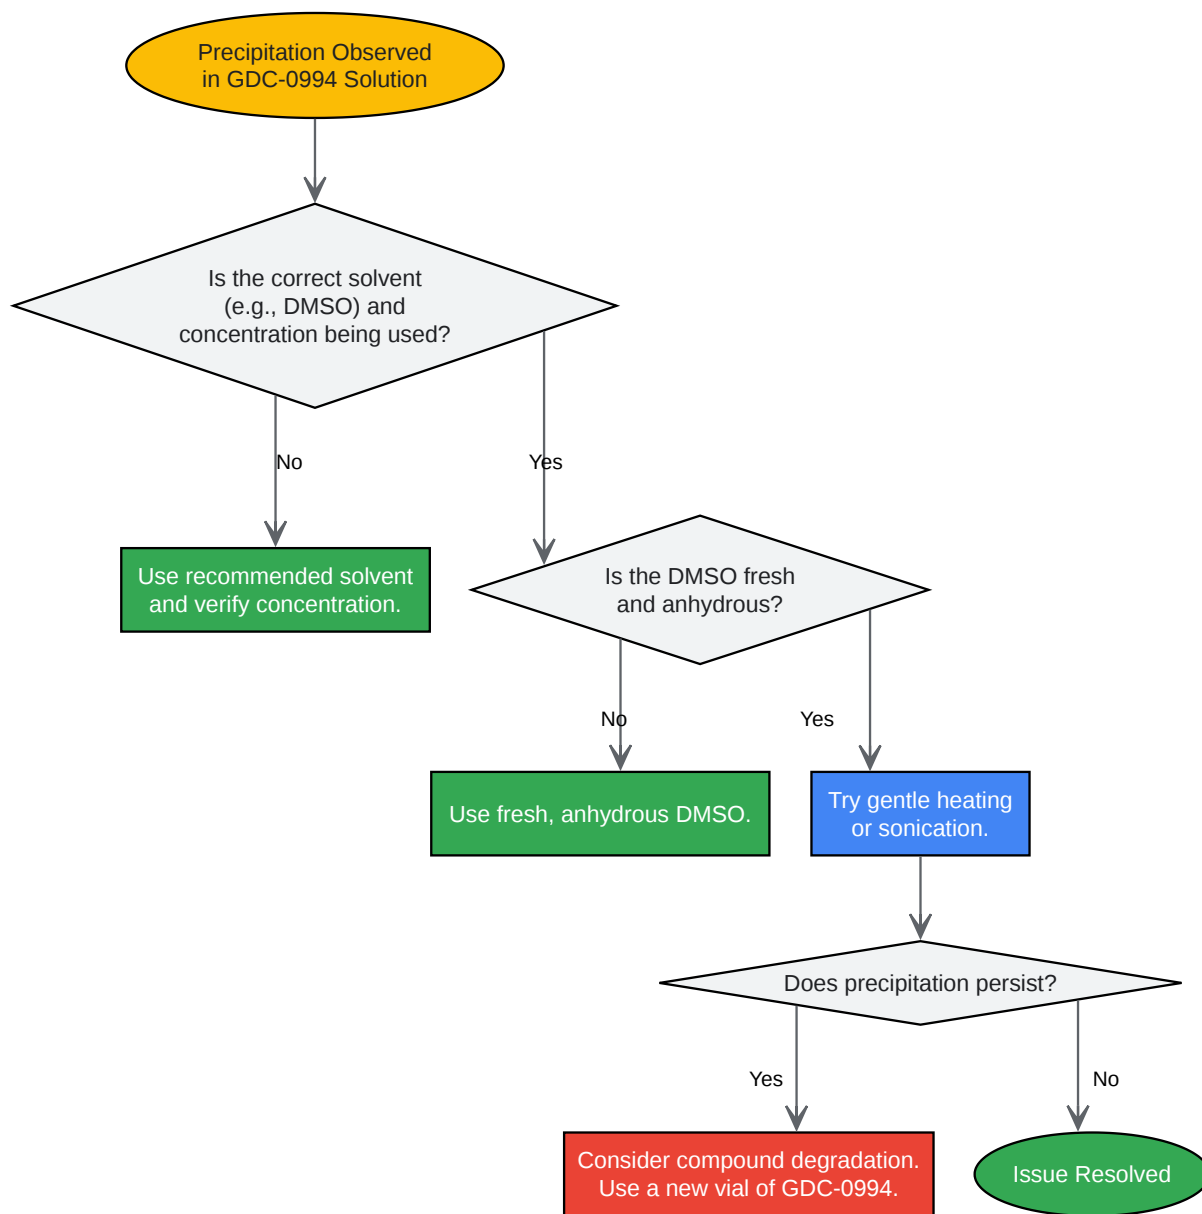 Precipitation Observed
in GDC-0994 Solution
Is the correct solvent
(e.g., DMSO) and
concentration being used?
No
Yes
Use recommended solvent
and verify concentration.
Is the DMSO fresh
and anhydrous?
No
Yes
Use fresh, anhydrous DMSO.
Try gentle heating
or sonication.
Does precipitation persist?
Yes
No
Consider compound degradation.
Use a new vial of GDC-0994.
Issue Resolved